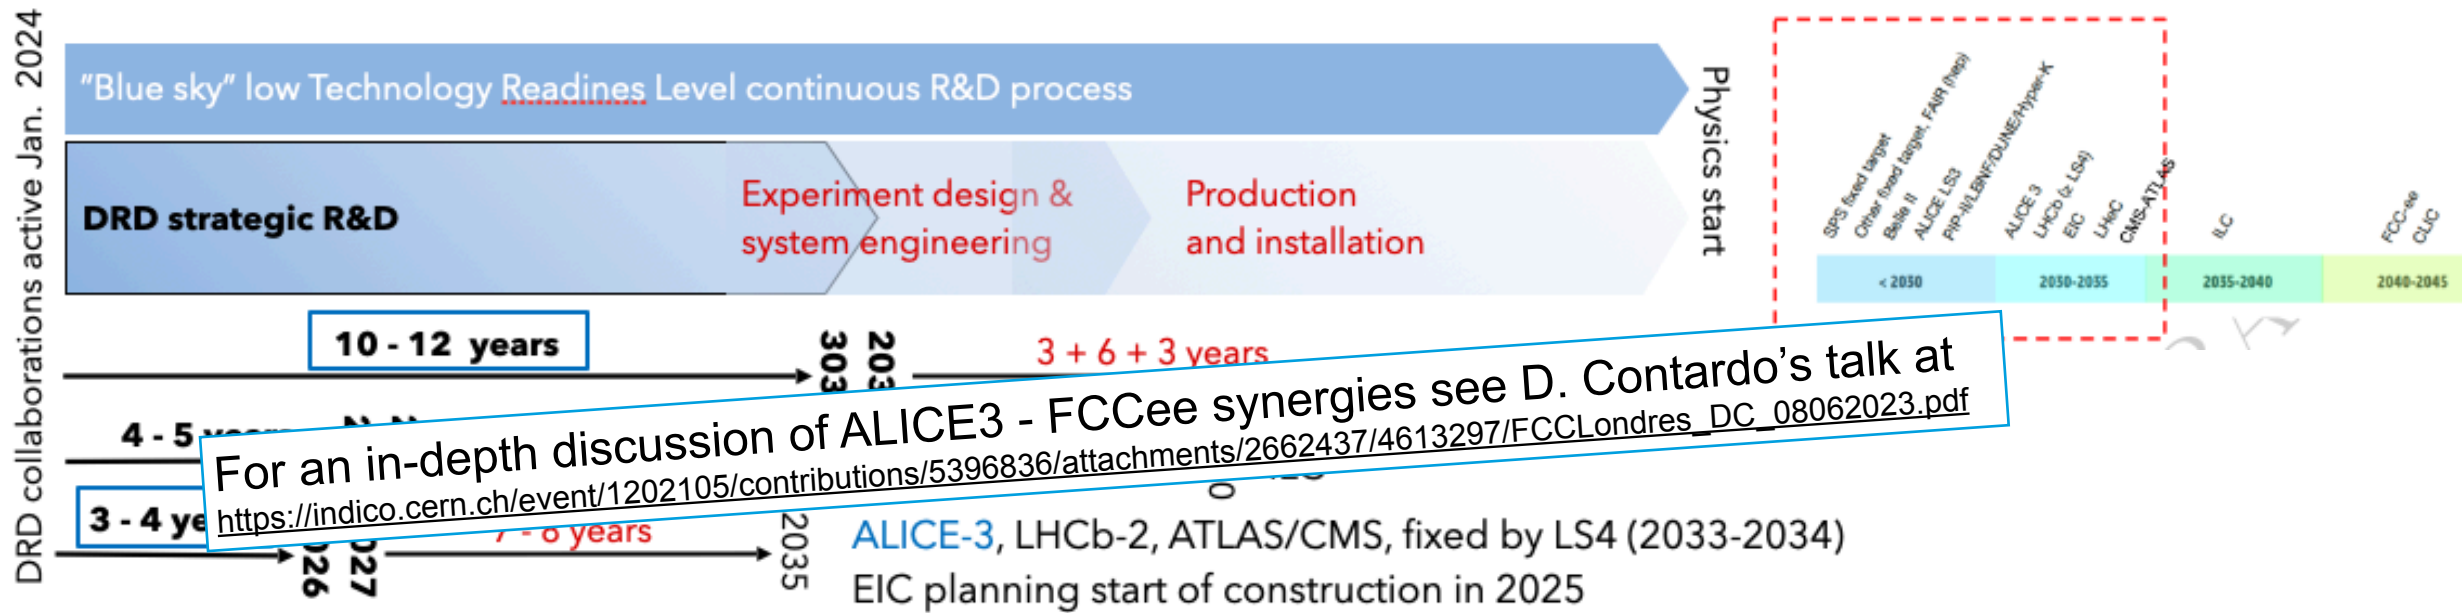 DRD collaborations active Jan. 2024
"Blue sky" low Technology Readines Level continuous R&D process
DRD strategic R&D
Experiment design &
system engineering
Production
and installation
Physics start
SPS fixed target
Other fixed target, FAIR (hep)
Belle II
ALICE LS3
PIP-II/LBNF/DUNE/Hyper-K
ALICE 3
LHCb (≥ LS4)
EIC
LHeC
CMS-ATLAS
ILC
FCC-ee
CLIC
< 2030
2030-2035
2035-2040
2040-2045
10 - 12 years
3 + 6 + 3 years
4 - 5
For an in-depth discussion of ALICE3 - FCCee synergies see D. Contardo's talk at
https://indico.cern.ch/event/1202105/contributions/5396836/attachments/2662437/4613297/FCCLondres_DC_08062023.pdf
3 - 4
years
2035
ALICE-3, LHCb-2, ATLAS/CMS, fixed by LS4 (2033-2034)
EIC planning start of construction in 2025